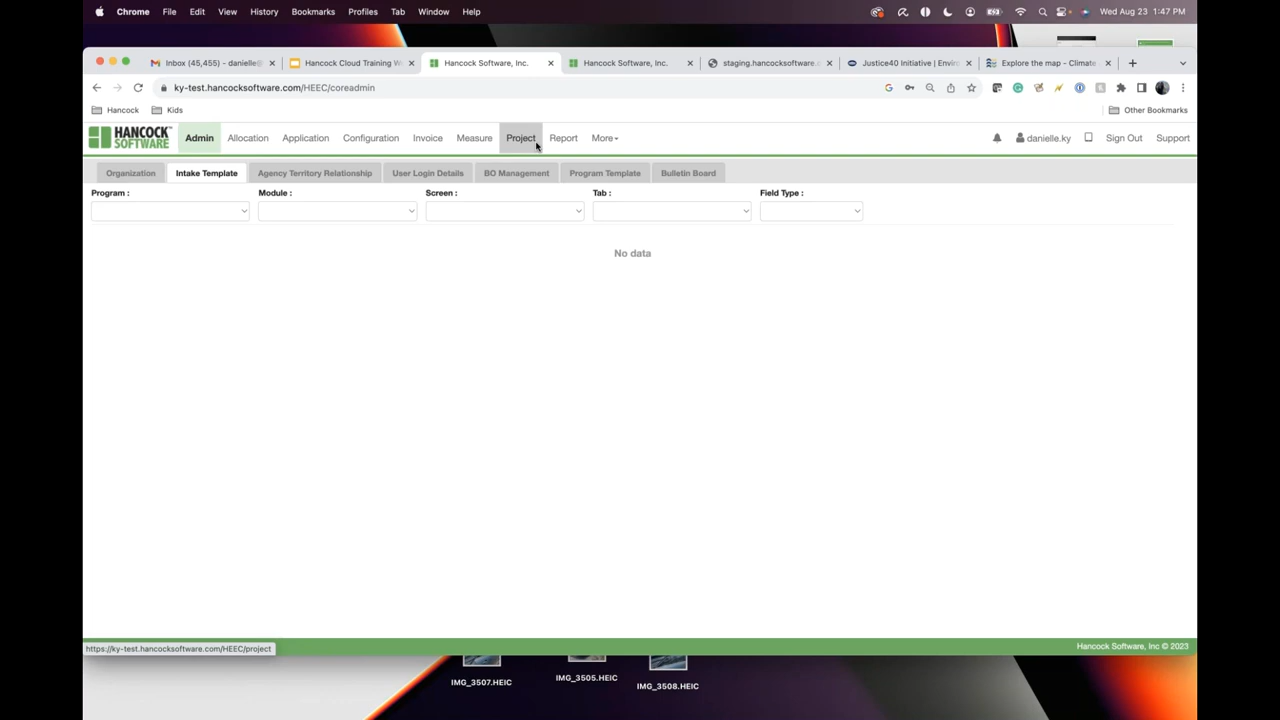 Chrome File Edit View History Bookmarks Profiles Tab Window Help Wed Aug 23 1:47 PM
Inbox (45,455) - danielle@ Hancock Cloud Training W Hancock Software, Inc. Hancock Software, Inc. staging.hancocksoftware. Justice40 Initiative | Enviro Explore the map - Climate
ky-test.hancocksoftware.com/HEEC/coreadmin
Hancock Kids Other Bookmarks
HANCOCK SOFTWARE Admin Allocation Application Configuration Invoice Measure Project Report More danielle.ky Sign Out Support
Organization Intake Template Agency Territory Relationship User Login Details BO Management Program Template Bulletin Board
Program : Module : Screen : Tab : Field Type :
No data
https://ky-test.hancocksoftware.com/HEEC/project Hancock Software, Inc © 2023
IMG_3507.HEIC IMG_3505.HEIC IMG_3508.HEIC